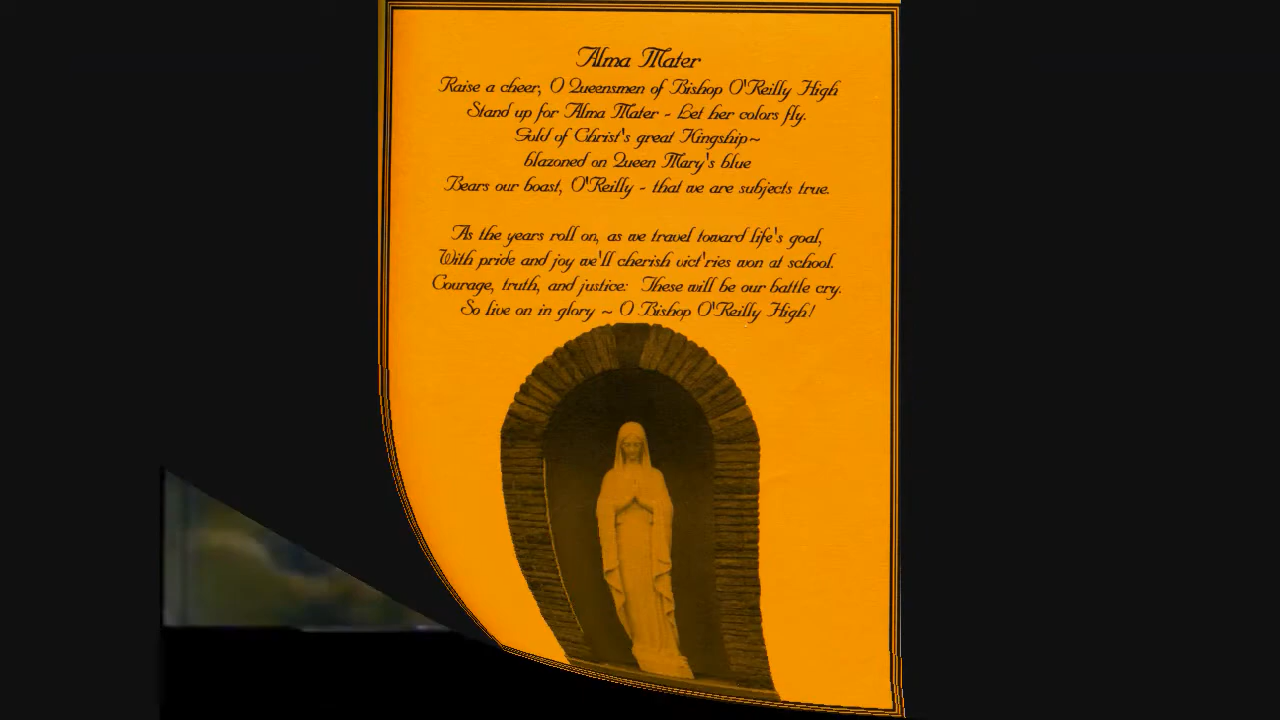 Alma Mater
Raise a cheer, O Queensmen of Bishop O'Reilly High
Stand up for Alma Mater - Let her colors fly.
Gold of Christ's great Kingship~
blazoned on Queen Mary's blue
Bears our boast, O'Reilly - that we are subjects true.
As the years roll on, as we travel toward life's goal,
With pride and joy we'll cherish vict'ries won at school.
Courage, truth, and justice: These will be our battle cry.
So live on in glory ~ O Bishop O'Reilly High!